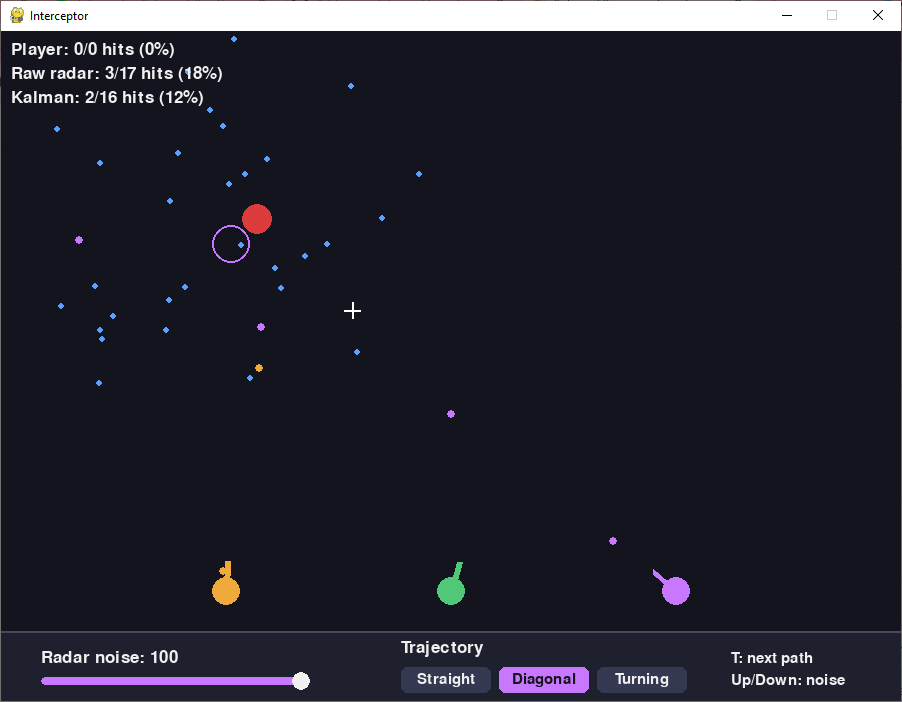 Interceptor
Player: 0/0 hits (0%)
Raw radar: 3/17 hits (18%)
Kalman: 2/16 hits (12%)
Radar noise: 100
Trajectory
Straight Diagonal Turning
T: next path
Up/Down: noise